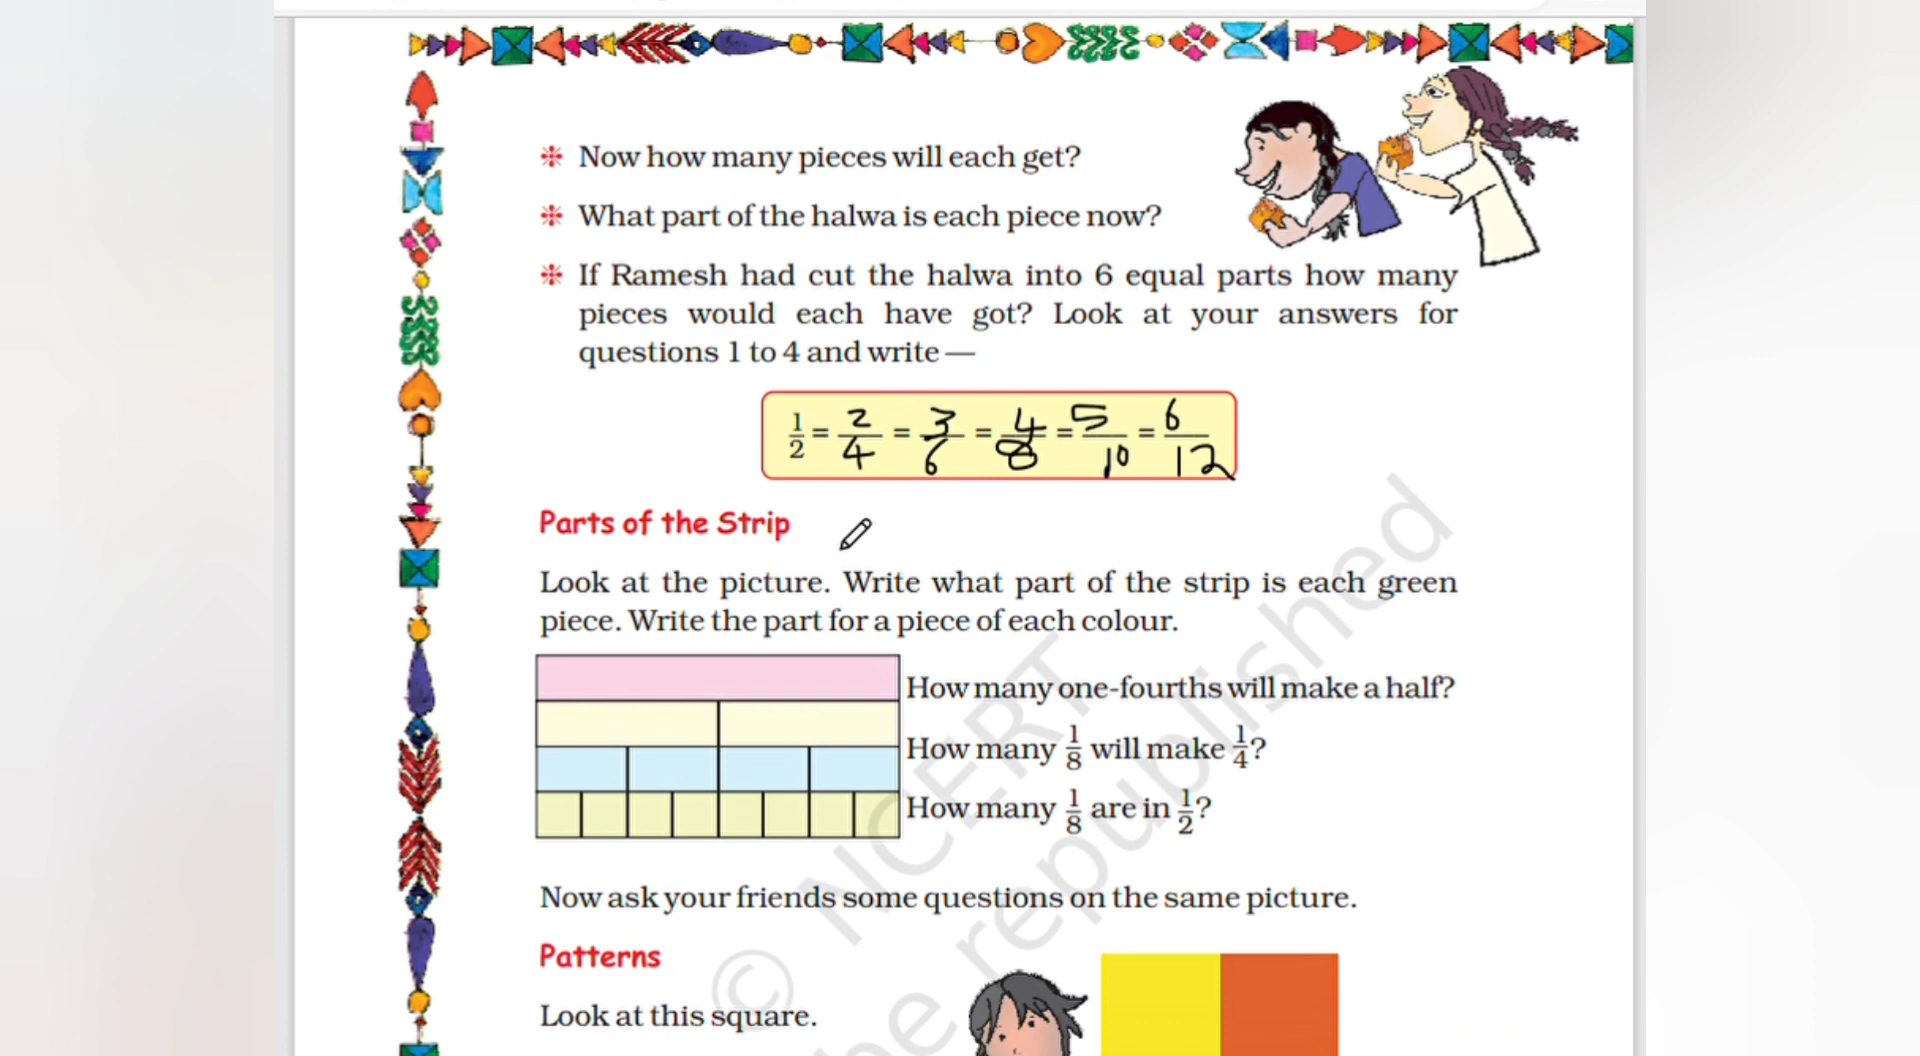 Now how many pieces will each get?
What part of the halwa is each piece now?
If Ramesh had cut the halwa into 6 equal parts how many
pieces would each have got? Look at your answers for
questions 1 to 4 and write —
1/2 = 2/4 = 3/6 = 4/8 = 5/10 = 6/12
Parts of the Strip
Look at the picture. Write what part of the strip is each green
piece. Write the part for a piece of each colour.
How many one-fourths will make a half?
How many 1/8 will make 1/4?
How many 1/8 are in 1/2?
Now ask your friends some questions on the same picture.
Patterns
Look at this square.
© NCERT
be republished